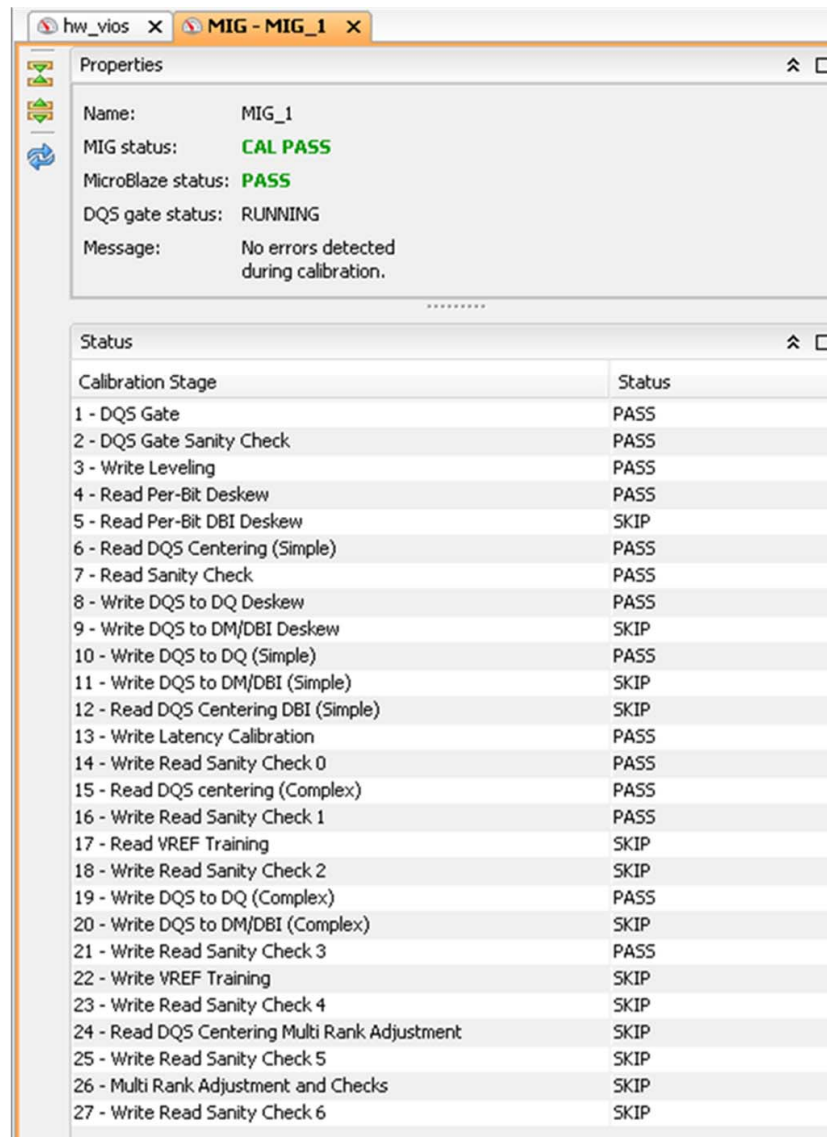 hw_vios X MIG - MIG_1 X
Properties
Name: MIG_1
MIG status: CAL PASS
MicroBlaze status: PASS
DQS gate status: RUNNING
Message: No errors detected
during calibration.
Status
Calibration Stage Status
1 - DQS Gate PASS
2 - DQS Gate Sanity Check PASS
3 - Write Leveling PASS
4 - Read Per-Bit Deskew PASS
5 - Read Per-Bit DBI Deskew SKIP
6 - Read DQS Centering (Simple) PASS
7 - Read Sanity Check PASS
8 - Write DQS to DQ Deskew PASS
9 - Write DQS to DM/DBI Deskew SKIP
10 - Write DQS to DQ (Simple) PASS
11 - Write DQS to DM/DBI (Simple) SKIP
12 - Read DQS Centering DBI (Simple) SKIP
13 - Write Latency Calibration PASS
14 - Write Read Sanity Check 0 PASS
15 - Read DQS centering (Complex) PASS
16 - Write Read Sanity Check 1 PASS
17 - Read VREF Training SKIP
18 - Write Read Sanity Check 2 SKIP
19 - Write DQS to DQ (Complex) PASS
20 - Write DQS to DM/DBI (Complex) SKIP
21 - Write Read Sanity Check 3 PASS
22 - Write VREF Training SKIP
23 - Write Read Sanity Check 4 SKIP
24 - Read DQS Centering Multi Rank Adjustment SKIP
25 - Write Read Sanity Check 5 SKIP
26 - Multi Rank Adjustment and Checks SKIP
27 - Write Read Sanity Check 6 SKIP